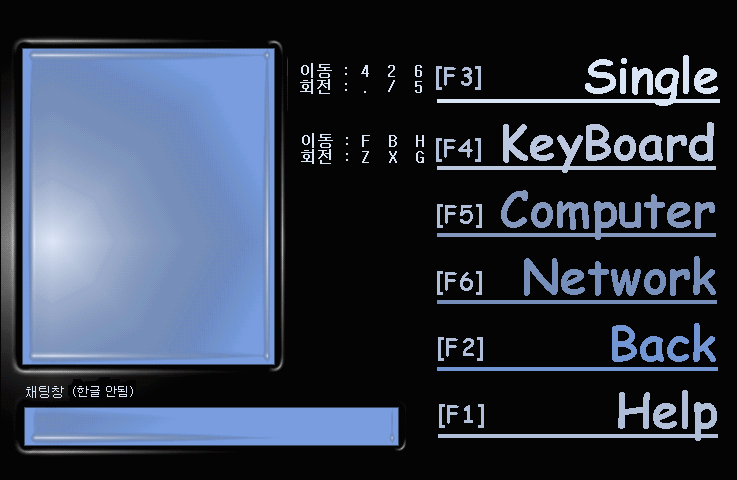 이동 : 4 2 6 [F3] Single
회전 : . / 5
이동 : F B H [F4] KeyBoard
회전 : Z X G
[F5] Computer
[F6] Network
[F2] Back
채팅창 (한글 안됨)
[F1] Help